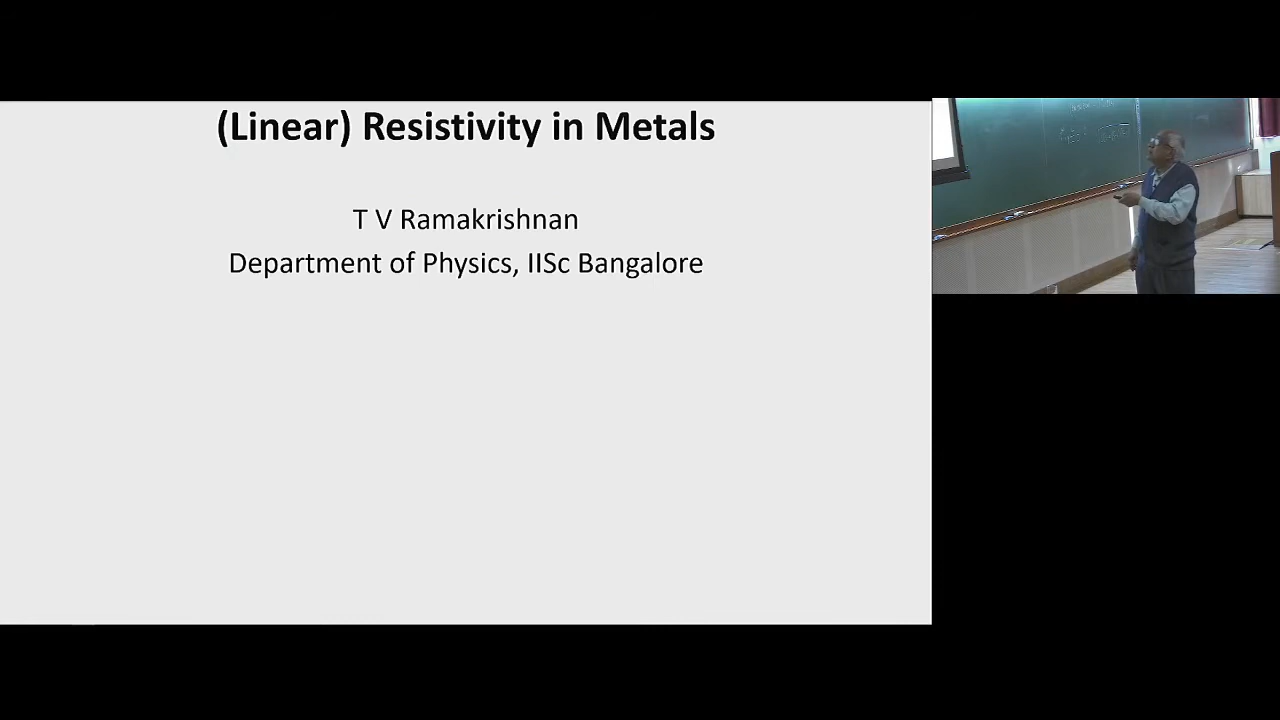 (Linear) Resistivity in Metals
T V Ramakrishnan
Department of Physics, IISc Bangalore